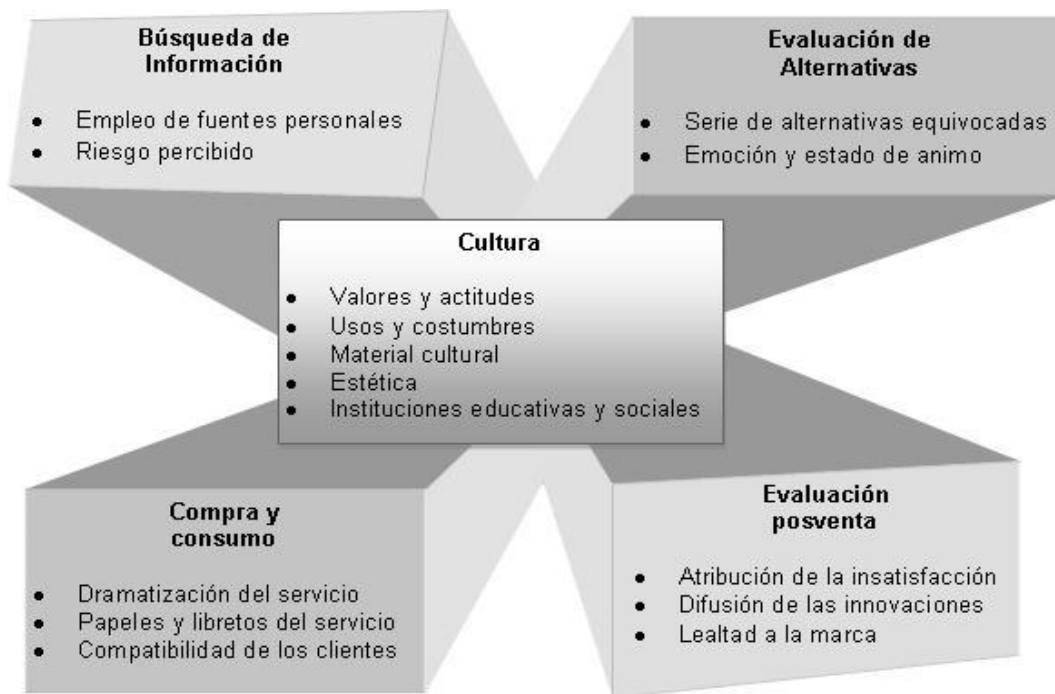 Búsqueda de
Información
• Empleo de fuentes personales
• Riesgo percibido
Evaluación de
Alternativas
• Serie de alternativas equivocadas
• Emoción y estado de animo
Cultura
• Valores y actitudes
• Usos y costumbres
• Material cultural
• Estética
• Instituciones educativas y sociales
Compra y
consumo
• Dramatización del servicio
• Papeles y libretos del servicio
• Compatibilidad de los clientes
Evaluación
posventa
• Atribución de la insatisfacción
• Difusión de las innovaciones
• Lealtad a la marca